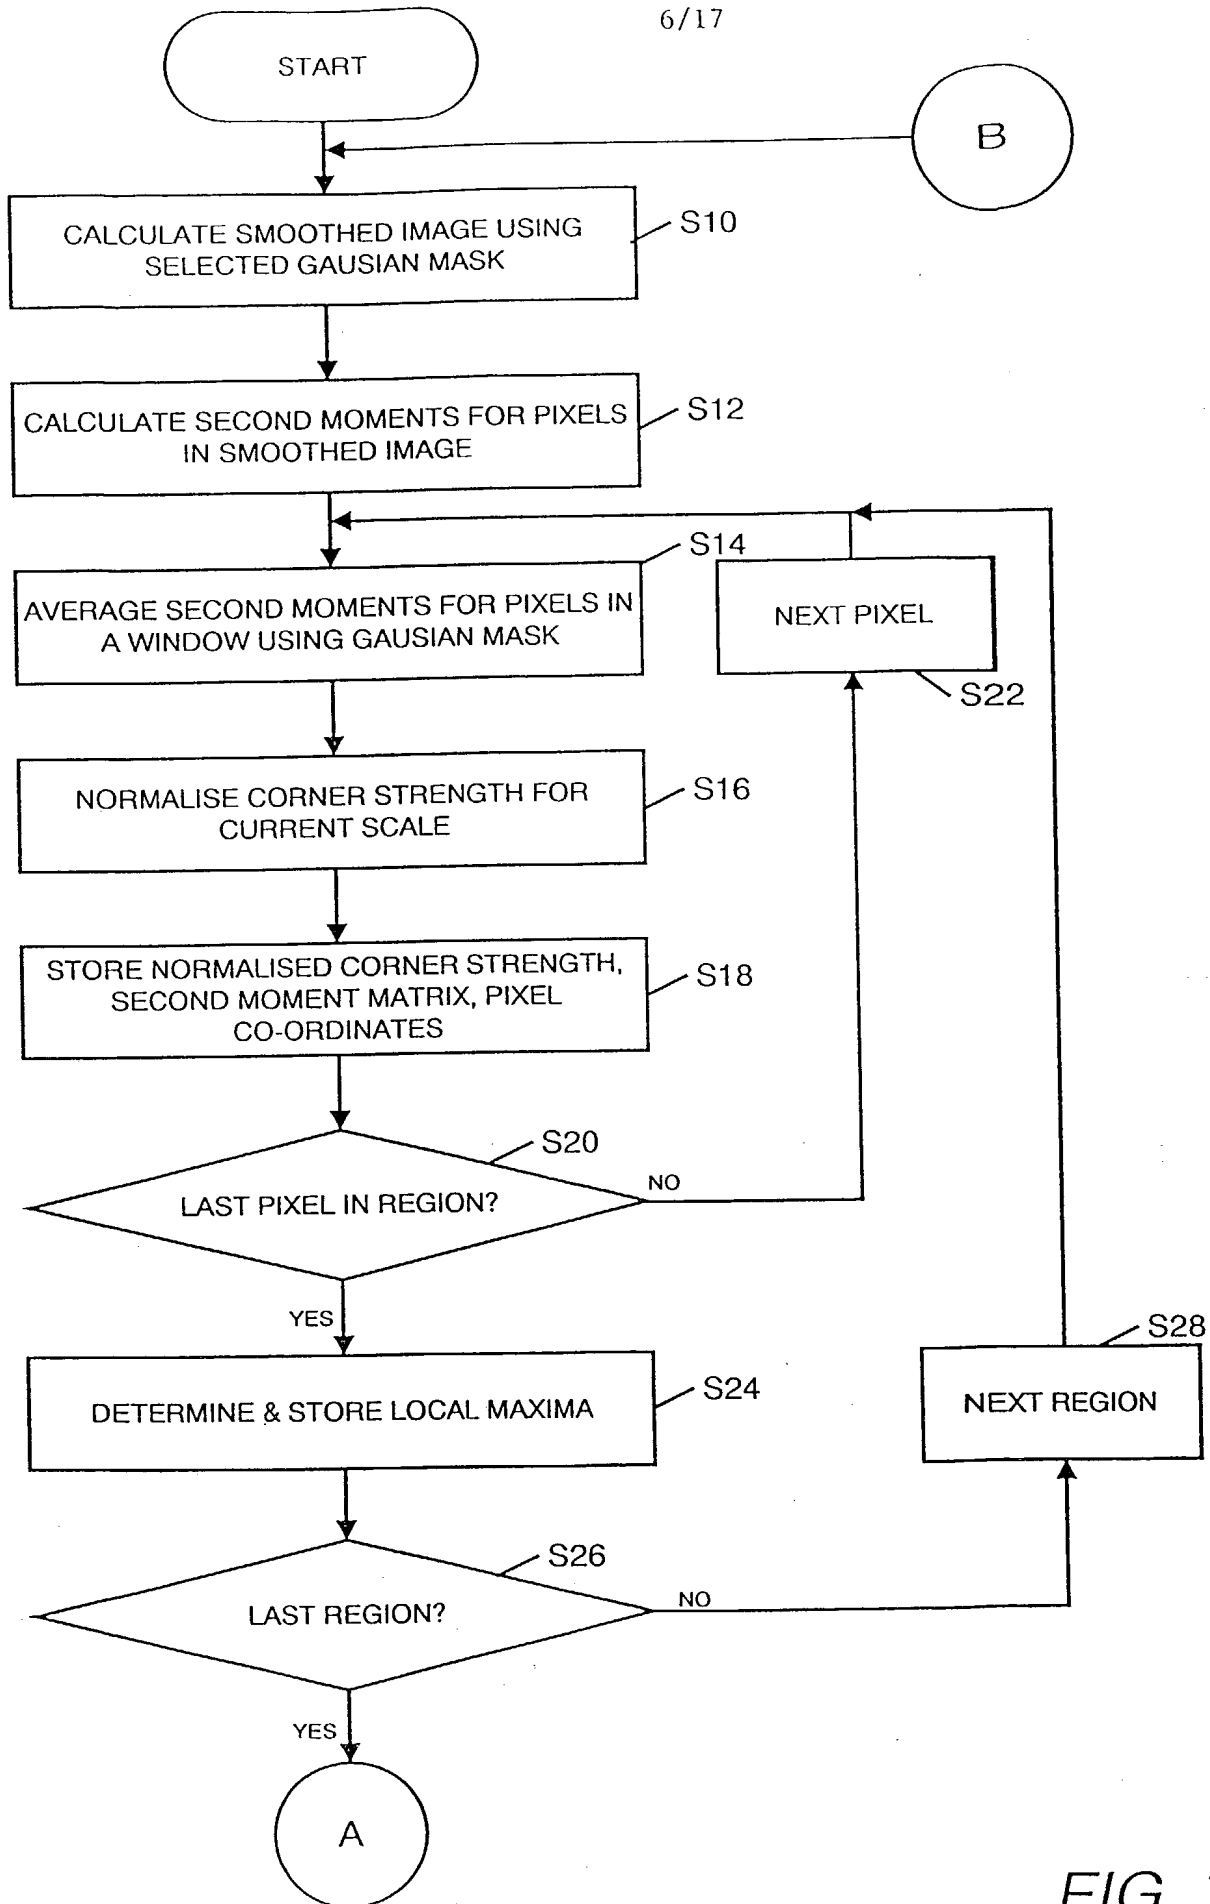 6/17
START
B
CALCULATE SMOOTHED IMAGE USING
SELECTED GAUSIAN MASK
S10
CALCULATE SECOND MOMENTS FOR PIXELS
IN SMOOTHED IMAGE
S12
S14
AVERAGE SECOND MOMENTS FOR PIXELS IN
A WINDOW USING GAUSIAN MASK
NEXT PIXEL
S22
NORMALISE CORNER STRENGTH FOR
CURRENT SCALE
S16
STORE NORMALISED CORNER STRENGTH,
SECOND MOMENT MATRIX, PIXEL
CO-ORDINATES
S18
S20
LAST PIXEL IN REGION?
NO
YES
S28
DETERMINE & STORE LOCAL MAXIMA
S24
NEXT REGION
S26
LAST REGION?
NO
YES
A
FIG